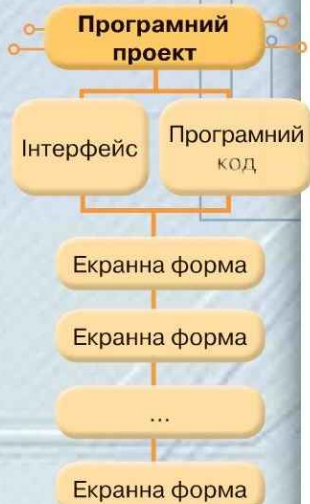 Програмний
проект
Інтерфейс
Програмний
код
Екранна форма
Екранна форма
...
Екранна форма